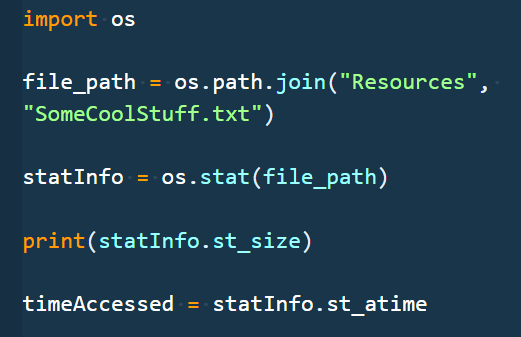 import os
file_path = os.path.join("Resources",
"SomeCoolStuff.txt")
statInfo = os.stat(file_path)
print(statInfo.st_size)
timeAccessed = statInfo.st_atime